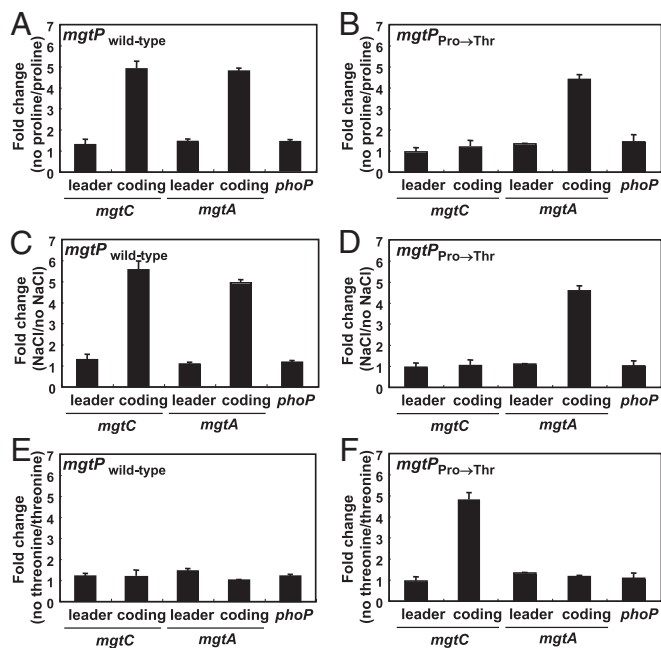 A
mgtP wild-type
Fold change
(no proline/proline)
7
6
5
4
3
2
1
0
leader coding leader coding phoP
mgtC mgtA
B
mgtP Pro→Thr
Fold change
(no proline/proline)
7
6
5
4
3
2
1
0
leader coding leader coding phoP
mgtC mgtA
C
mgtP wild-type
Fold change
(NaCl/no NaCl)
7
6
5
4
3
2
1
0
leader coding leader coding phoP
mgtC mgtA
D
mgtP Pro→Thr
Fold change
(NaCl/no NaCl)
7
6
5
4
3
2
1
0
leader coding leader coding phoP
mgtC mgtA
E
mgtP wild-type
Fold change
(no threonine/threonine)
7
6
5
4
3
2
1
0
leader coding leader coding phoP
mgtC mgtA
F
mgtP Pro→Thr
Fold change
(no threonine/threonine)
7
6
5
4
3
2
1
0
leader coding leader coding phoP
mgtC mgtA